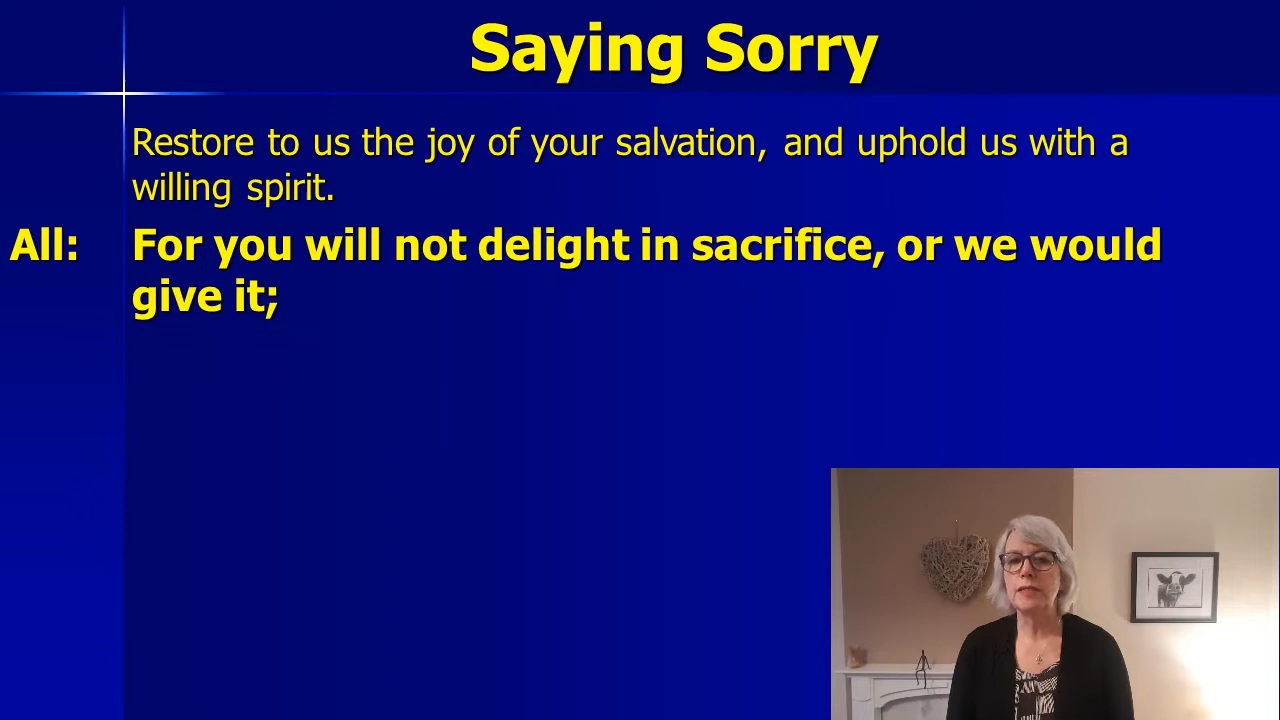 Saying Sorry
Restore to us the joy of your salvation, and uphold us with a
willing spirit.
All: For you will not delight in sacrifice, or we would
give it;